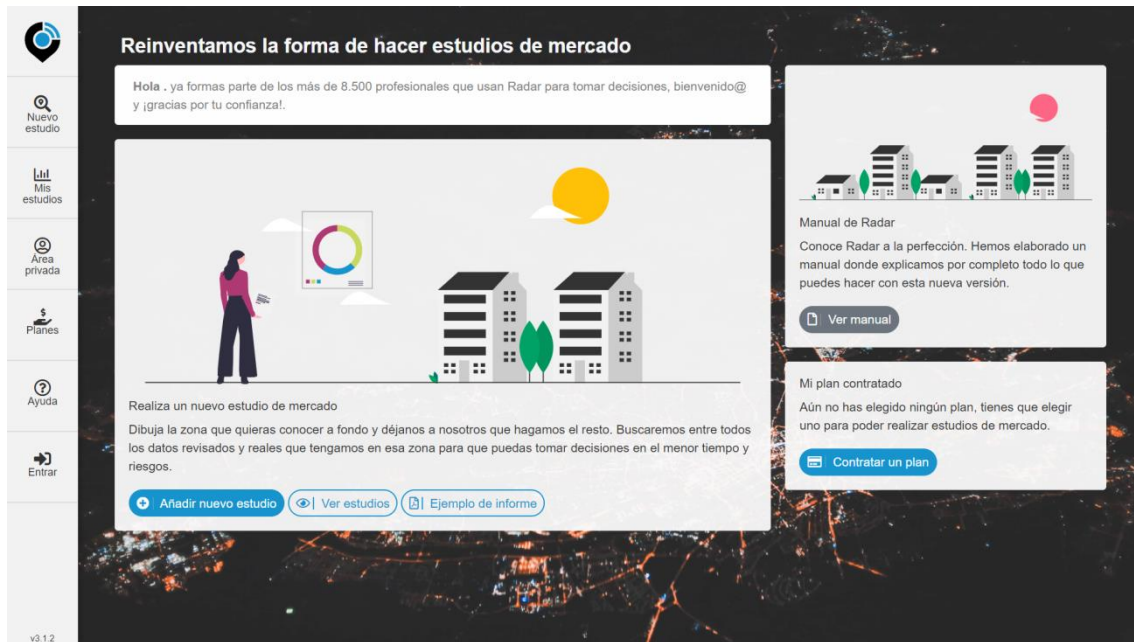 Reinventamos la forma de hacer estudios de mercado
Nuevo
estudio
Mis
estudios
Área
privada
Planes
Ayuda
Entrar
v3.1.2
Hola . ya formas parte de los más de 8.500 profesionales que usan Radar para tomar decisiones, bienvenido@
y ¡gracias por tu confianza!.
Realiza un nuevo estudio de mercado
Dibuja la zona que quieras conocer a fondo y déjanos a nosotros que hagamos el resto. Buscaremos entre todos
los datos revisados y reales que tengamos en esa zona para que puedas tomar decisiones en el menor tiempo y
riesgos.
Añadir nuevo estudio
Ver estudios
Ejemplo de informe
Manual de Radar
Conoce Radar a la perfección. Hemos elaborado un
manual donde explicamos por completo todo lo que
puedes hacer con esta nueva versión.
Ver manual
Mi plan contratado
Aún no has elegido ningún plan, tienes que elegir
uno para poder realizar estudios de mercado.
Contratar un plan